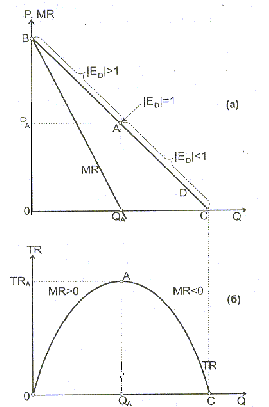 P, MR
B
|E_D|>1
|E_D|=1
(a)
P_A
A
|E_D|<1
MR
D
0
Q_A
C
Q
TR
TR_A
A
MR>0
MR<0
(б)
TR
0
Q_A
C
Q